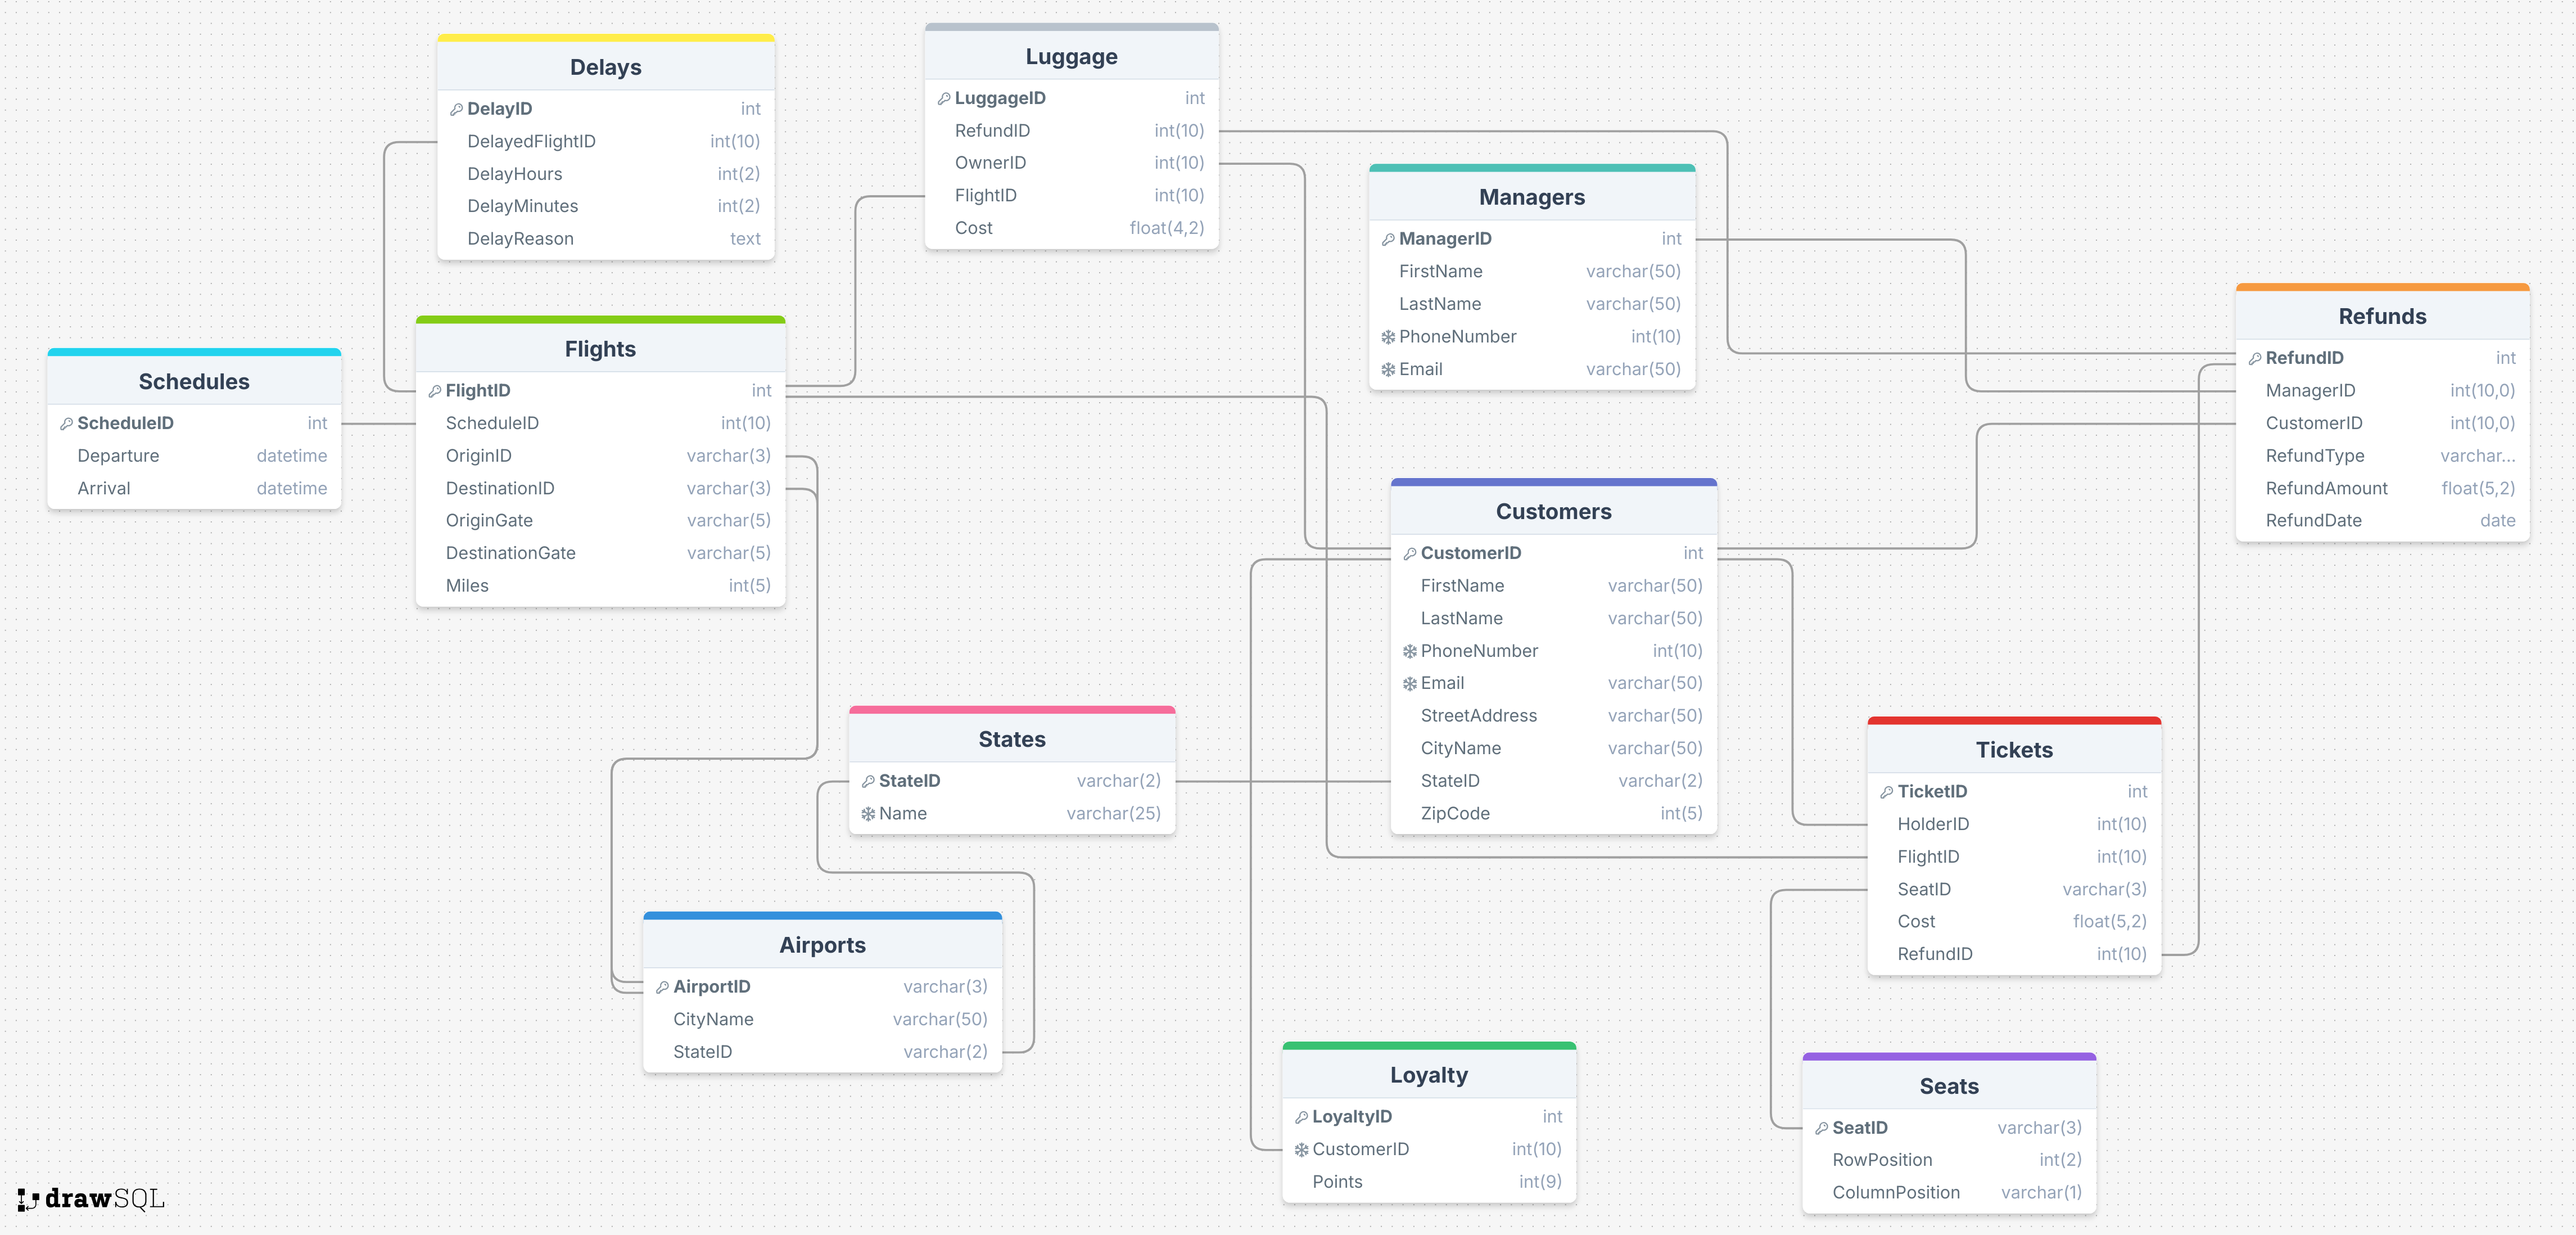 Delays
DelayID int
DelayedFlightID int(10)
DelayHours int(2)
DelayMinutes int(2)
DelayReason text
Luggage
LuggageID int
RefundID int(10)
OwnerID int(10)
FlightID int(10)
Cost float(4,2)
Managers
ManagerID int
FirstName varchar(50)
LastName varchar(50)
PhoneNumber int(10)
Email varchar(50)
Refunds
RefundID int
ManagerID int(10,0)
CustomerID int(10,0)
RefundType varchar...
RefundAmount float(5,2)
RefundDate date
Schedules
ScheduleID int
Departure datetime
Arrival datetime
Flights
FlightID int
ScheduleID int(10)
OriginID varchar(3)
DestinationID varchar(3)
OriginGate varchar(5)
DestinationGate varchar(5)
Miles int(5)
Customers
CustomerID int
FirstName varchar(50)
LastName varchar(50)
PhoneNumber int(10)
Email varchar(50)
StreetAddress varchar(50)
CityName varchar(50)
StateID varchar(2)
ZipCode int(5)
States
StateID varchar(2)
Name varchar(25)
Tickets
TicketID int
HolderID int(10)
FlightID int(10)
SeatID varchar(3)
Cost float(5,2)
RefundID int(10)
Airports
AirportID varchar(3)
CityName varchar(50)
StateID varchar(2)
Loyalty
LoyaltyID int
CustomerID int(10)
Points int(9)
Seats
SeatID varchar(3)
RowPosition int(2)
ColumnPosition varchar(1)
drawSQL